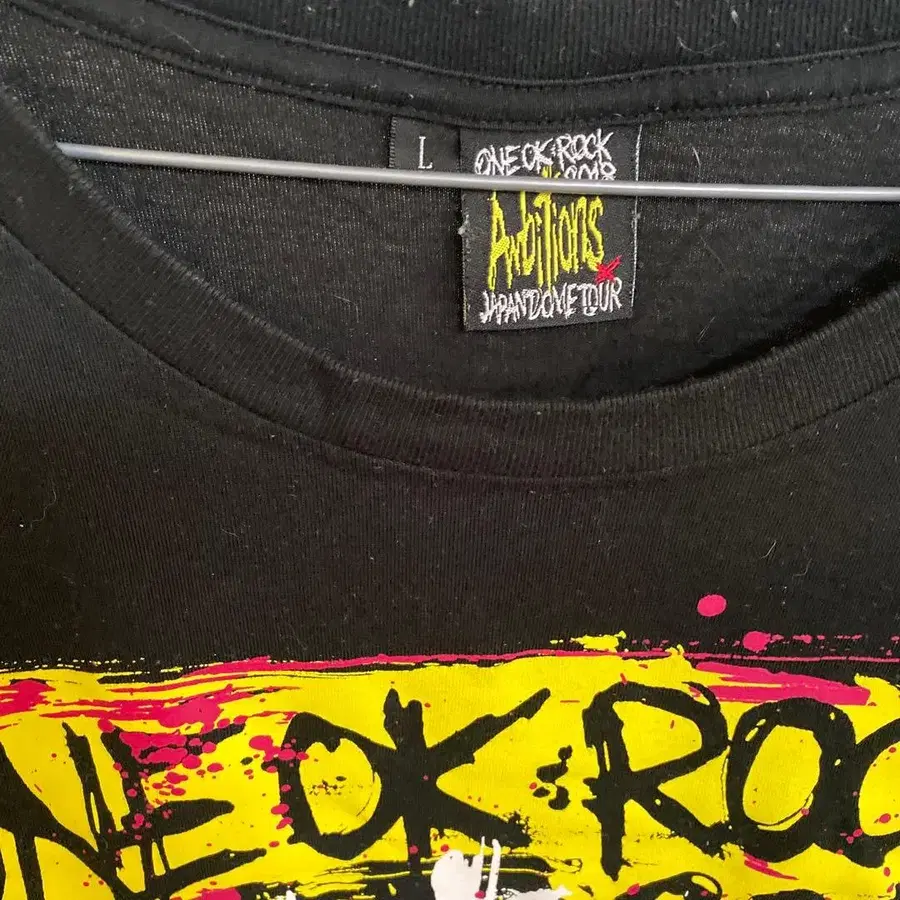 L
ONE OK ROCK
2018
Ambitions
JAPAN DOME TOUR
ONE OK ROC